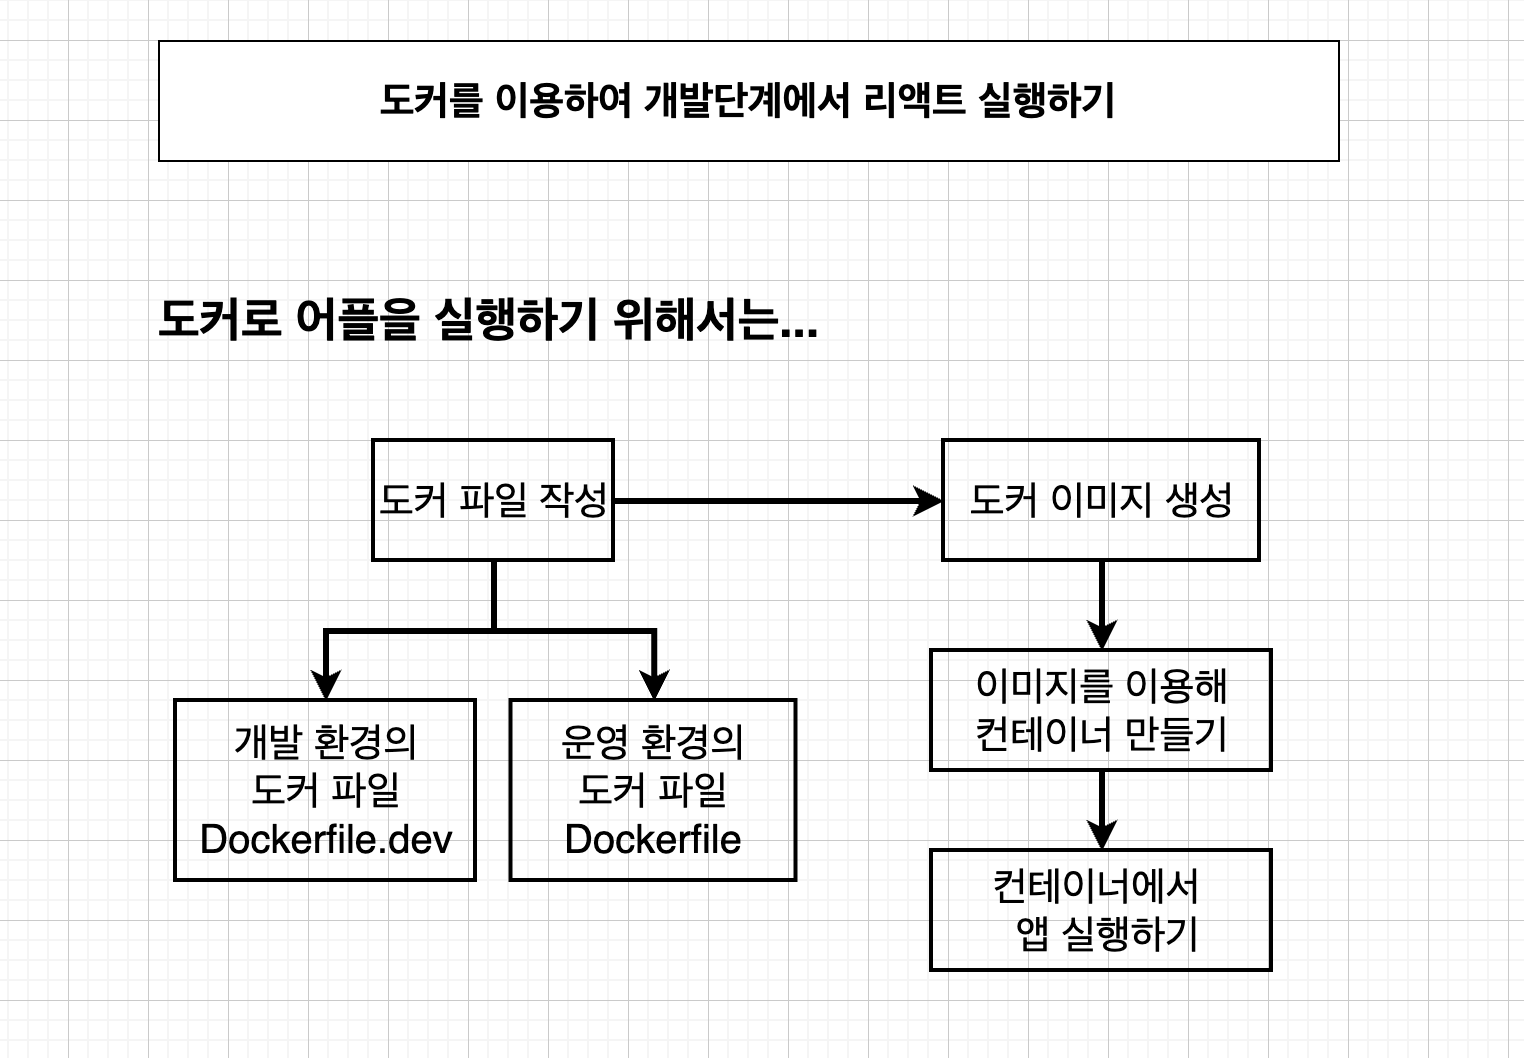 도커를 이용하여 개발단계에서 리액트 실행하기
도커로 어플을 실행하기 위해서는...
도커 파일 작성
도커 이미지 생성
개발 환경의
도커 파일
Dockerfile.dev
운영 환경의
도커 파일
Dockerfile
이미지를 이용해
컨테이너 만들기
컨테이너에서
앱 실행하기